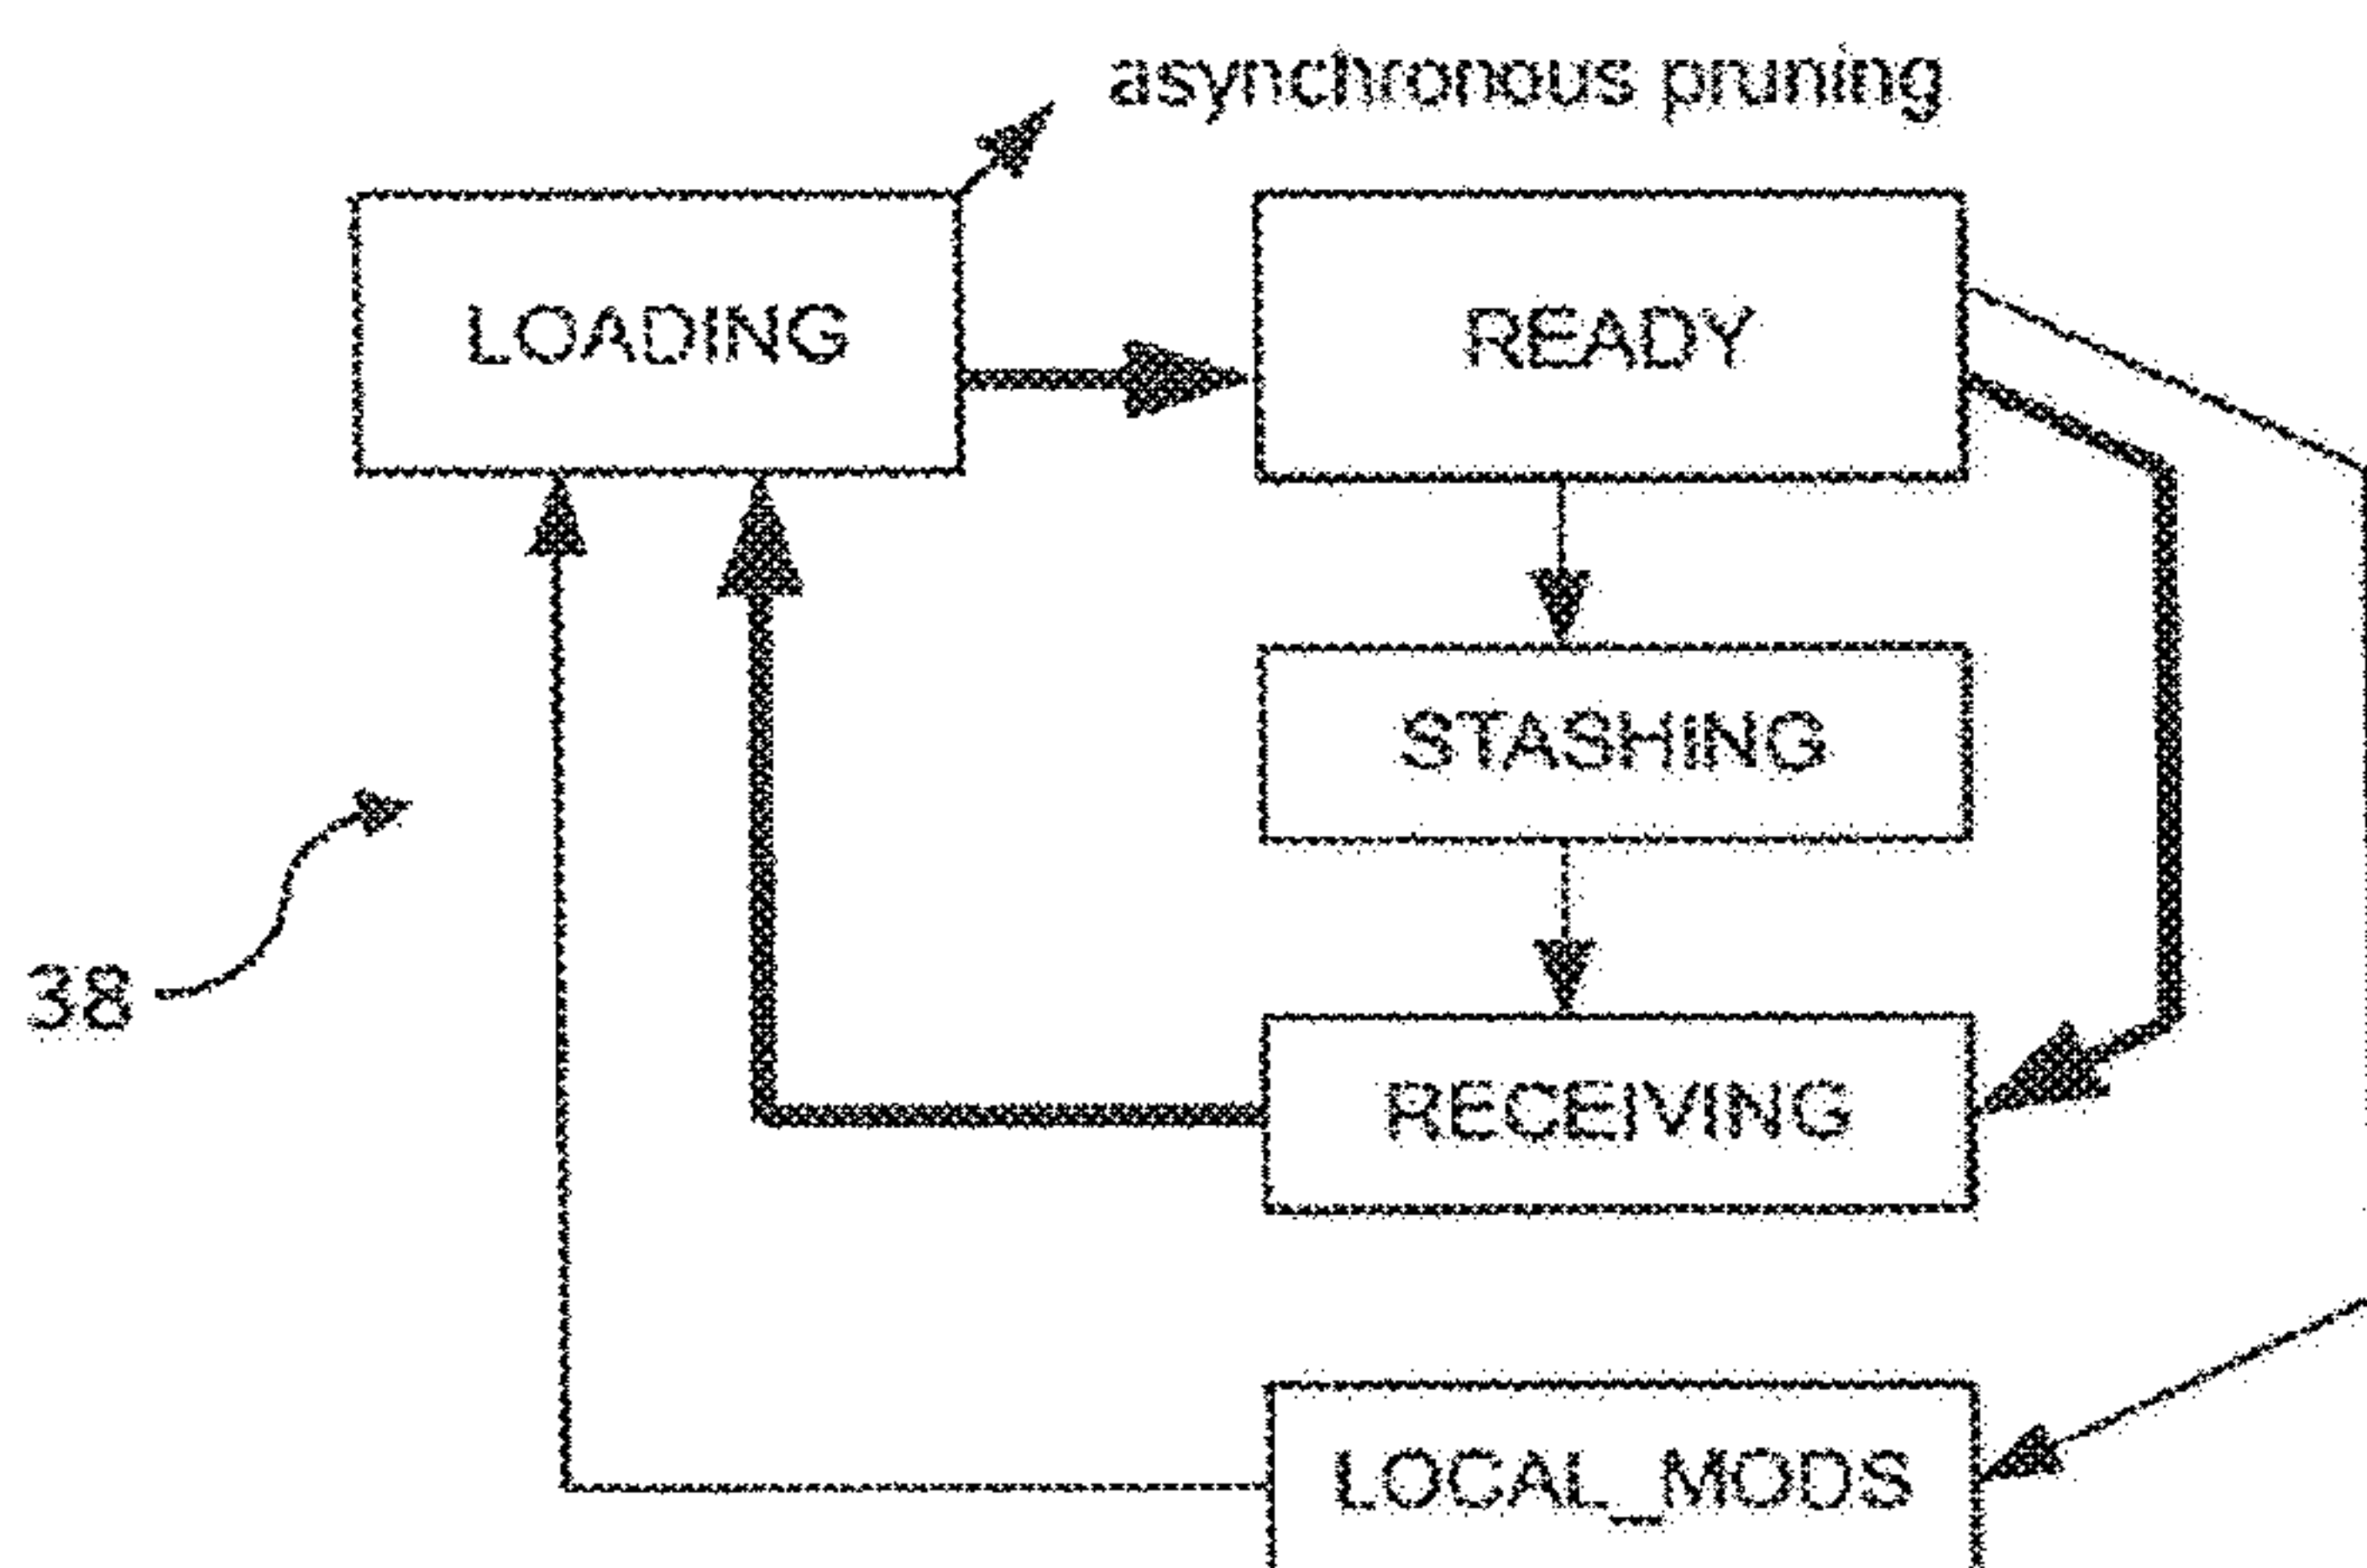 asynchronous pruning
LOADING
READY
STASHING
38
RECEIVING
LOCAL_MODS